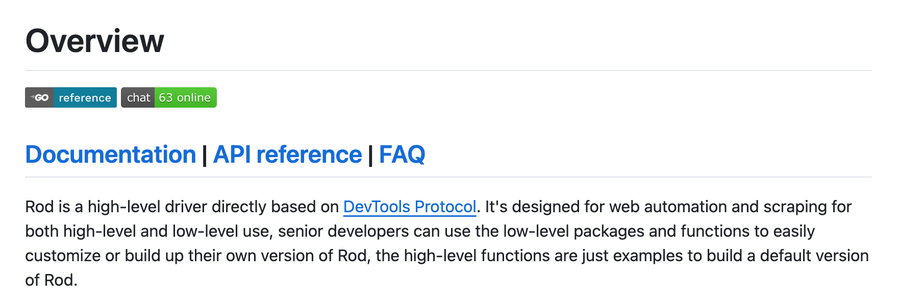 Overview
GO reference chat 63 online
Documentation | API reference | FAQ
Rod is a high-level driver directly based on DevTools Protocol. It's designed for web automation and scraping for
both high-level and low-level use, senior developers can use the low-level packages and functions to easily
customize or build up their own version of Rod, the high-level functions are just examples to build a default version
of Rod.